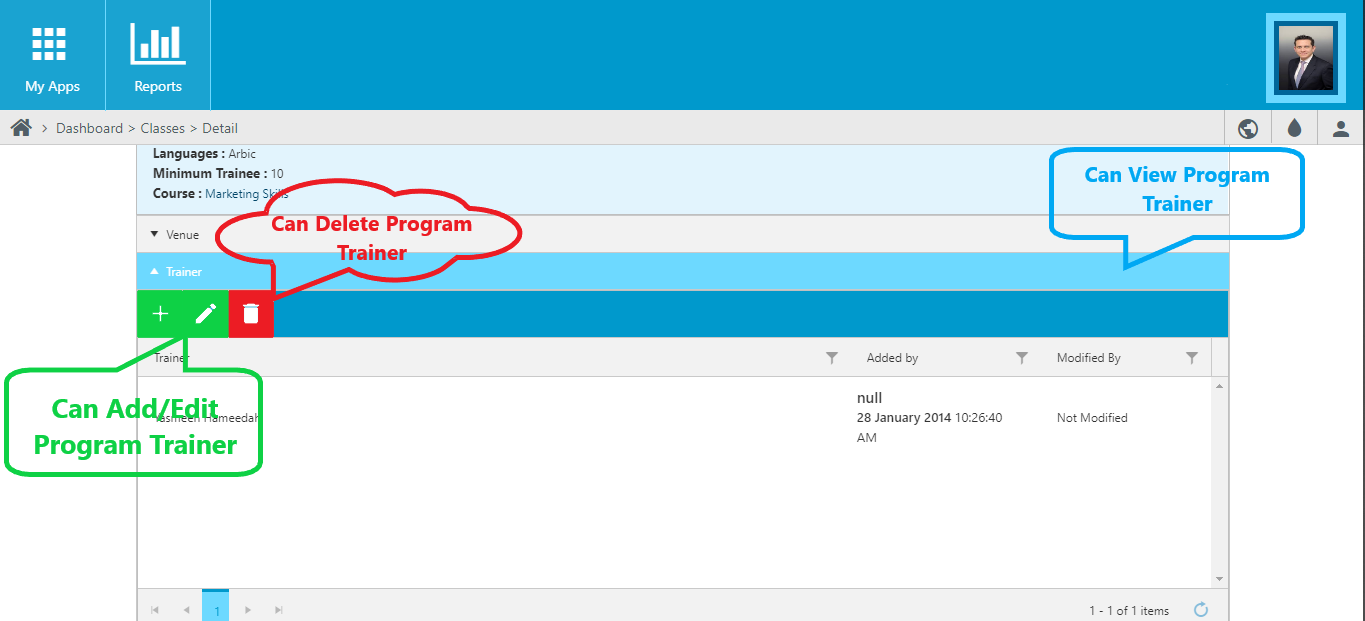 My Apps
Reports
Dashboard > Classes > Detail
Languages : Arbic
Minimum Trainee : 10
Course : Marketing Skills
Can View Program
Trainer
Venue
Can Delete Program
Trainer
Trainer
Trainer
Added by
Modified By
Can Add/Edit
Program Trainer
Yasmeen Hameedah
null
28 January 2014 10:26:40
AM
Not Modified
1
1 - 1 of 1 items